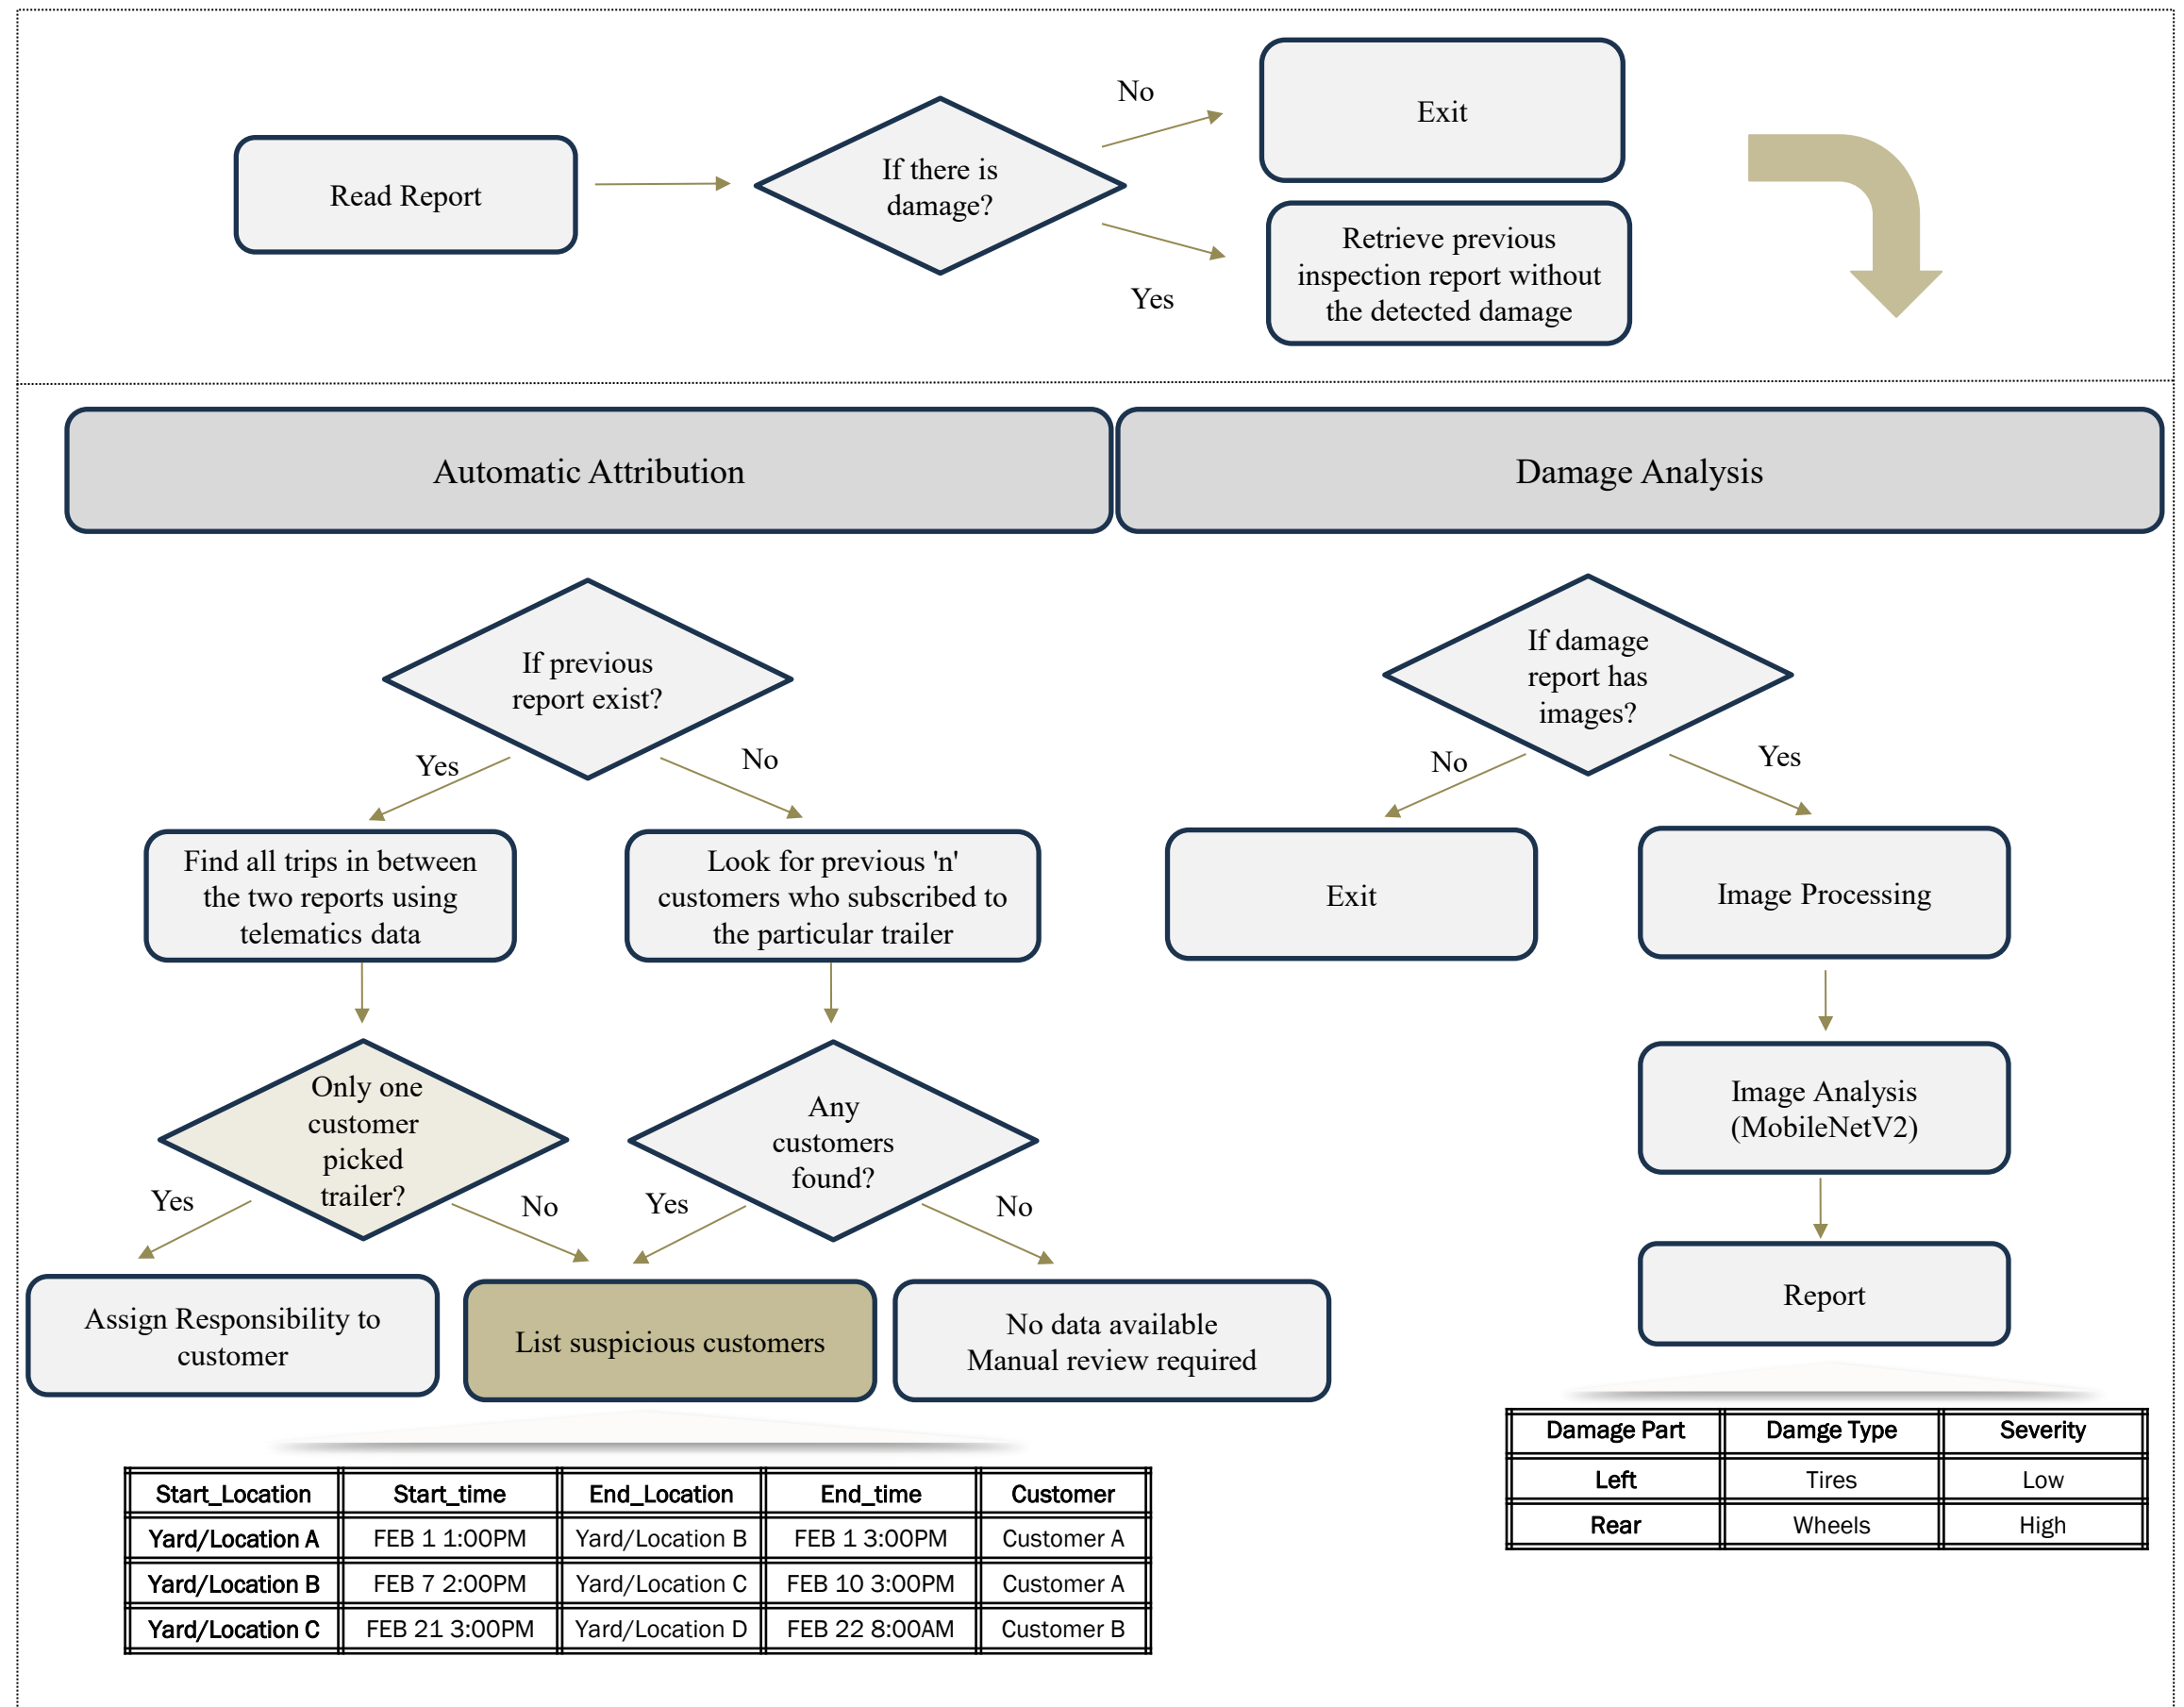 No
Exit
Read Report
If there is
damage?
Yes
Retrieve previous
inspection report without
the detected damage
Automatic Attribution
Damage Analysis
If previous
report exist?
Yes
No
Find all trips in between
the two reports using
telematics data
Look for previous 'n'
customers who subscribed to
the particular trailer
Only one
customer
picked
trailer?
Yes
No
Any
customers
found?
Yes
No
Assign Responsibility to
customer
List suspicious customers
No data available
Manual review required
Start_Location Start_time End_Location End_time Customer
Yard/Location A FEB 1 1:00PM Yard/Location B FEB 1 3:00PM Customer A
Yard/Location B FEB 7 2:00PM Yard/Location C FEB 10 3:00PM Customer A
Yard/Location C FEB 21 3:00PM Yard/Location D FEB 22 8:00AM Customer B
If damage
report has
images?
No
Yes
Exit
Image Processing
Image Analysis
(MobileNetV2)
Report
Damage Part Damge Type Severity
Left Tires Low
Rear Wheels High